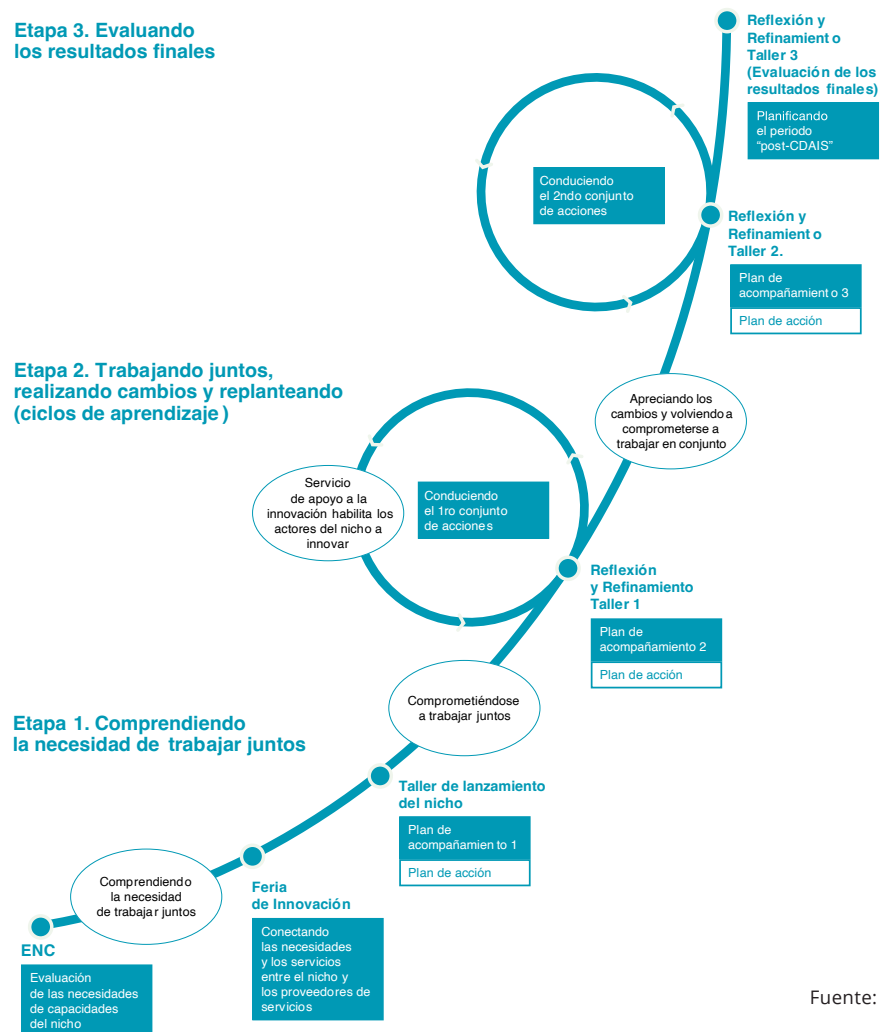 Etapa 3. Evaluando
los resultados finales
Reflexión y
Refinamiento
Taller 3
(Evaluación de los
resultados finales)
Planificando
el periodo
“post-CDAIS”
Conduciendo
el 2ndo conjunto
de acciones
Reflexión y
Refinamiento
Taller 2.
Plan de
acompañamiento 3
Plan de acción
Etapa 2. Trabajando juntos,
realizando cambios y replanteando
(ciclos de aprendizaje)
Apreciando los
cambios y volviendo a
comprometerse a
trabajar en conjunto
Servicio
de apoyo a la
innovación habilita los
actores del nicho a
innovar
Conduciendo
el 1ro conjunto
de acciones
Reflexión
y Refinamiento
Taller 1
Plan de
acompañamiento 2
Plan de acción
Comprometiéndose
a trabajar juntos
Etapa 1. Comprendiendo
la necesidad de trabajar juntos
Taller de lanzamiento
del nicho
Plan de
acompañamiento 1
Plan de acción
Comprendiendo
la necesidad
de trabajar juntos
Feria
de Innovación
Conectando
las necesidades
y los servicios
entre el nicho y
los proveedores de
servicios
ENC
Evaluación
de las necesidades
de capacidades
del nicho
Fuente: